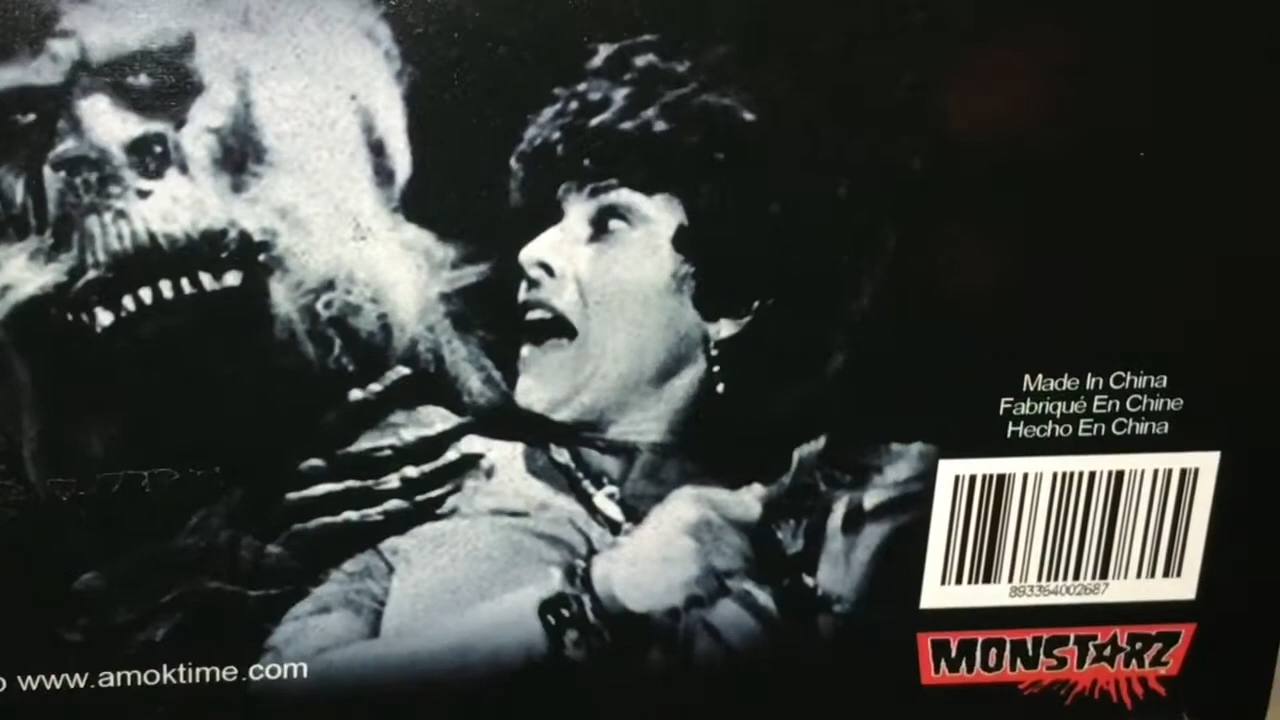 Made In China
Fabriqué En Chine
Hecho En China
893364002687
MONSTARZ
www.amoktime.com